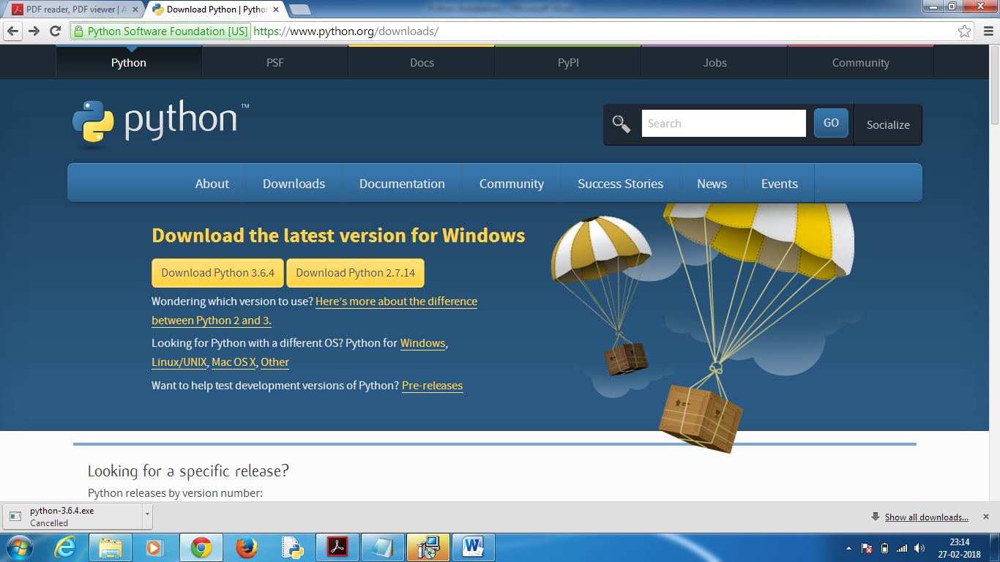 PDF reader, PDF viewer | A
Download Python | Pytho
Python Software Foundation [US] https://www.python.org/downloads/
Python PSF Docs PyPI Jobs Community
python™
Search GO Socialize
About Downloads Documentation Community Success Stories News Events
Download the latest version for Windows
Download Python 3.6.4 Download Python 2.7.14
Wondering which version to use? Here's more about the difference
between Python 2 and 3.
Looking for Python with a different OS? Python for Windows,
Linux/UNIX, Mac OS X, Other
Want to help test development versions of Python? Pre-releases
Looking for a specific release?
Python releases by version number:
python-3.6.4.exe
Cancelled
Show all downloads...
23:14
27-02-2018